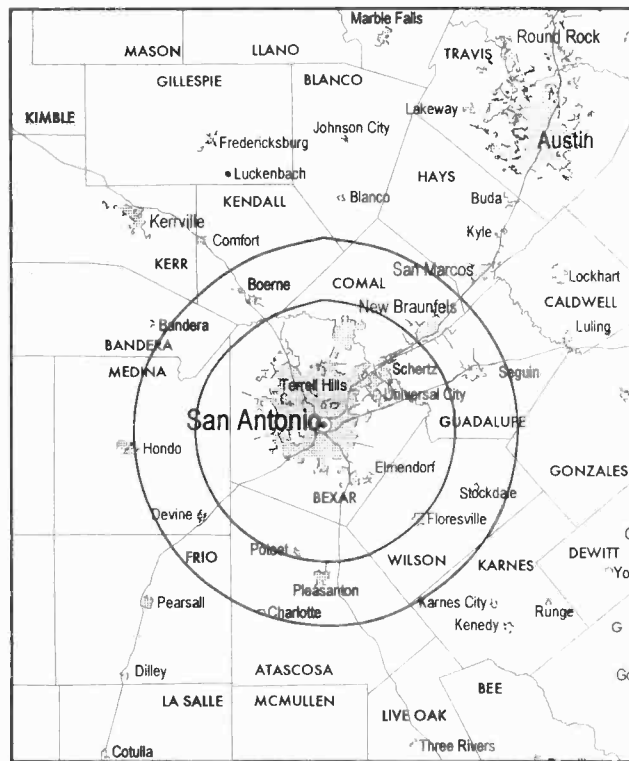 Marble Falls
Round Rock
MASON
LLANO
TRAVIS
GILLESPIE
BLANCO
Lakeway
KIMBLE
Johnson City
Austin
Fredericksburg
Luckenbach
HAYS
KENDALL
Blanco
Buda
Kerrville
Kyle
Comfort
KERR
San Marcos
Lockhart
Boerne
COMAL
CALDWELL
New Braunfels
Bandera
Luling
BANDERA
MEDINA
Schertz
Seguin
Terrell Hills
Universal City
San Antonio
GUADALUPE
Hondo
GONZALES
Elmendorf
BEXAR
Stockdale
Devine
Floresville
FRIO
Poteet
WILSON
KARNES
DEWITT
Yo
Pleasanton
Pearsall
Charlotte
Karnes City
Runge
Kenedy
G
Dilley
ATASCOSA
Go
BEE
LA SALLE
MCMULLEN
LIVE OAK
Cotulla
Three Rivers